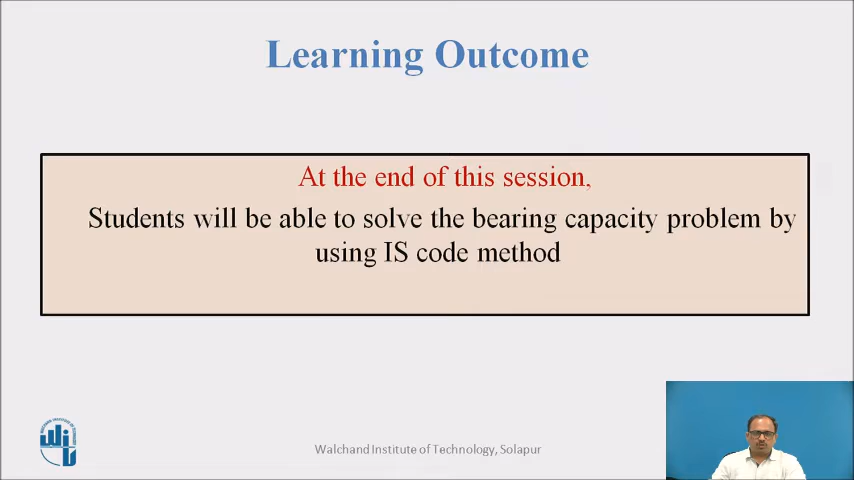 Learning Outcome
At the end of this session,
Students will be able to solve the bearing capacity problem by
using IS code method
Walchand Institute of Technology, Solapur